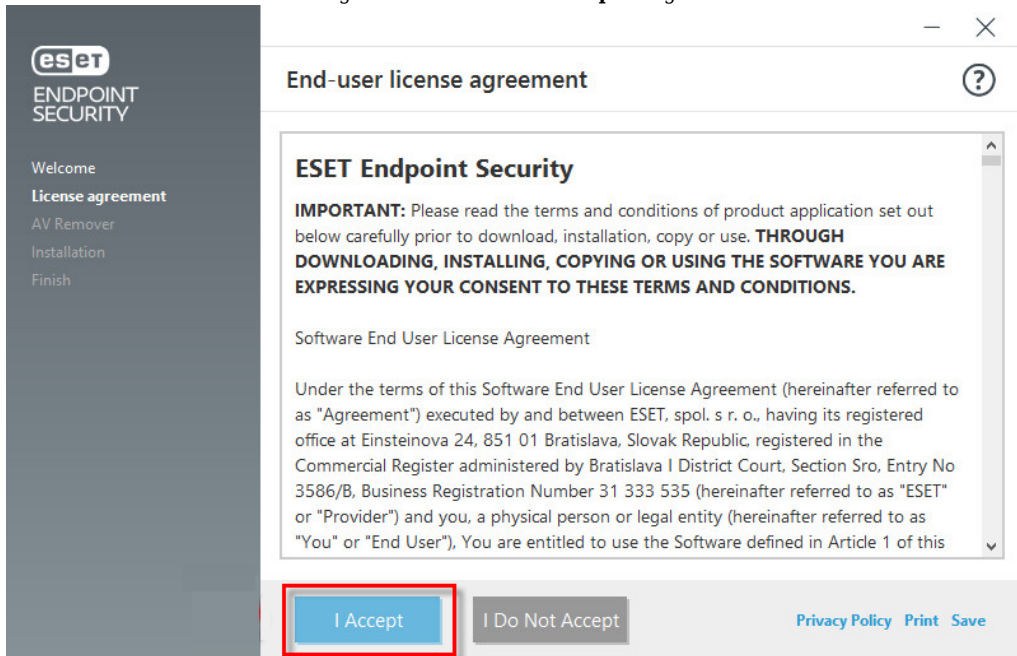 eset
ENDPOINT
SECURITY
Welcome
License agreement
AV Remover
Installation
Finish
End-user license agreement
?
ESET Endpoint Security
IMPORTANT: Please read the terms and conditions of product application set out
below carefully prior to download, installation, copy or use. THROUGH
DOWNLOADING, INSTALLING, COPYING OR USING THE SOFTWARE YOU ARE
EXPRESSING YOUR CONSENT TO THESE TERMS AND CONDITIONS.
Software End User License Agreement
Under the terms of this Software End User License Agreement (hereinafter referred to
as "Agreement") executed by and between ESET, spol. s r. o., having its registered
office at Einsteinova 24, 851 01 Bratislava, Slovak Republic, registered in the
Commercial Register administered by Bratislava I District Court, Section Sro, Entry No
3586/B, Business Registration Number 31 333 535 (hereinafter referred to as "ESET"
or "Provider") and you, a physical person or legal entity (hereinafter referred to as
"You" or "End User"), You are entitled to use the Software defined in Article 1 of this
I Accept
I Do Not Accept
Privacy Policy Print Save